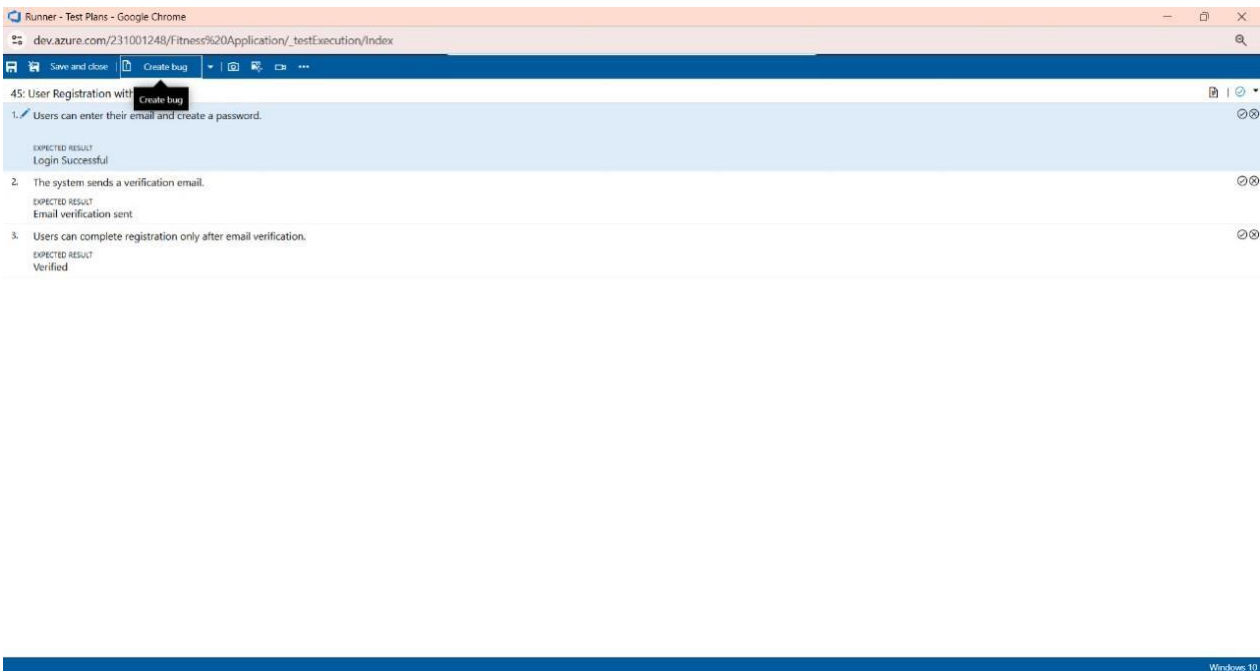 Runner - Test Plans - Google Chrome
dev.azure.com/231001248/Fitness%20Application/_testExecution/Index
Save and close Create bug
45: User Registration with
Create bug
1. Users can enter their email and create a password.
EXPECTED RESULT
Login Successful
2. The system sends a verification email.
EXPECTED RESULT
Email verification sent
3. Users can complete registration only after email verification.
EXPECTED RESULT
Verified
Windows 10